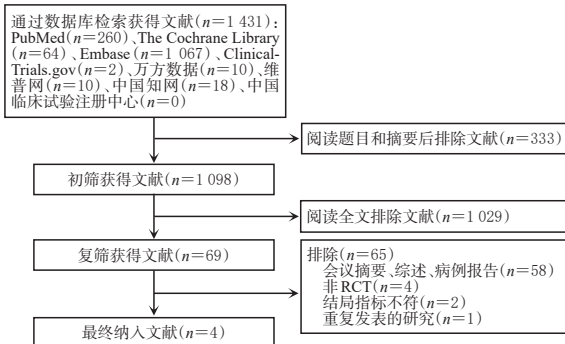 通过数据库检索获得文献(n=1 431)：
PubMed(n=260)、The Cochrane Library
(n=64)、Embase(n=1 067)、Clinical-
Trials.gov(n=2)、万方数据(n=10)、维
普网(n=10)、中国知网(n=18)、中国
临床试验注册中心(n=0)
阅读题目和摘要后排除文献(n=333)
初筛获得文献(n=1 098)
阅读全文排除文献(n=1 029)
复筛获得文献(n=69)
排除(n=65)
会议摘要、综述、病例报告(n=58)
非RCT(n=4)
结局指标不符(n=2)
重复发表的研究(n=1)
最终纳入文献(n=4)